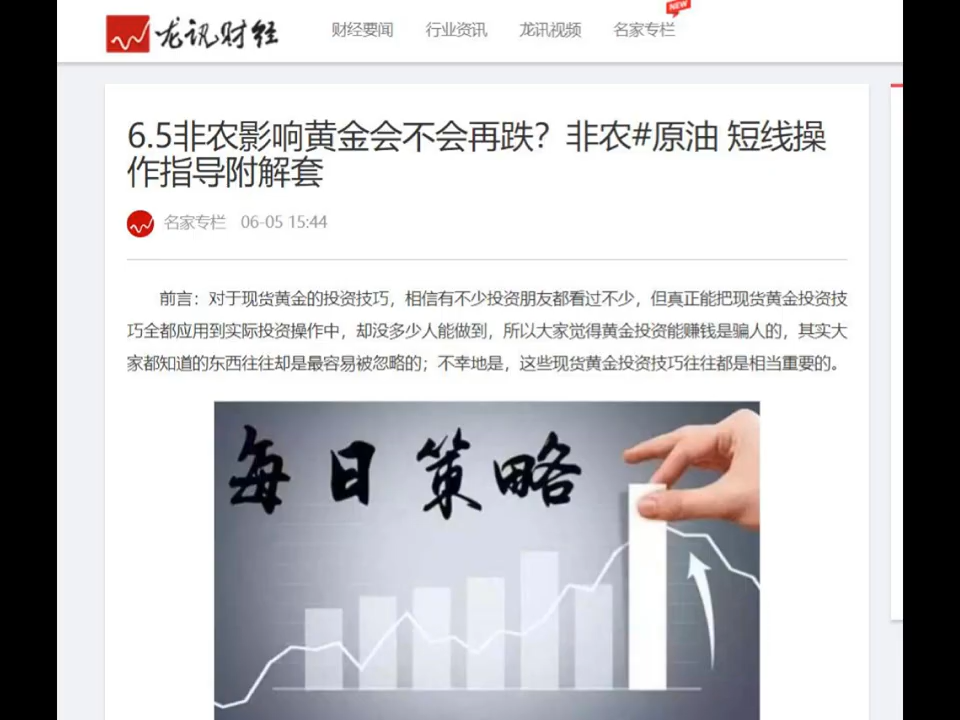 龙讯财经
财经要闻 行业资讯 龙讯视频 名家专栏 NEW
6.5非农影响黄金会不会再跌？非农#原油 短线操
作指导附解套
名家专栏 06-05 15:44
前言：对于现货黄金的投资技巧，相信有不少投资朋友都看过不少，但真正能把现货黄金投资技
巧全都应用到实际投资操作中，却没多少人能做到，所以大家觉得黄金投资能赚钱是骗人的，其实大
家都知道的东西往往却是最容易被忽略的；不幸地是，这些现货黄金投资技巧往往都是相当重要的。
每日策略